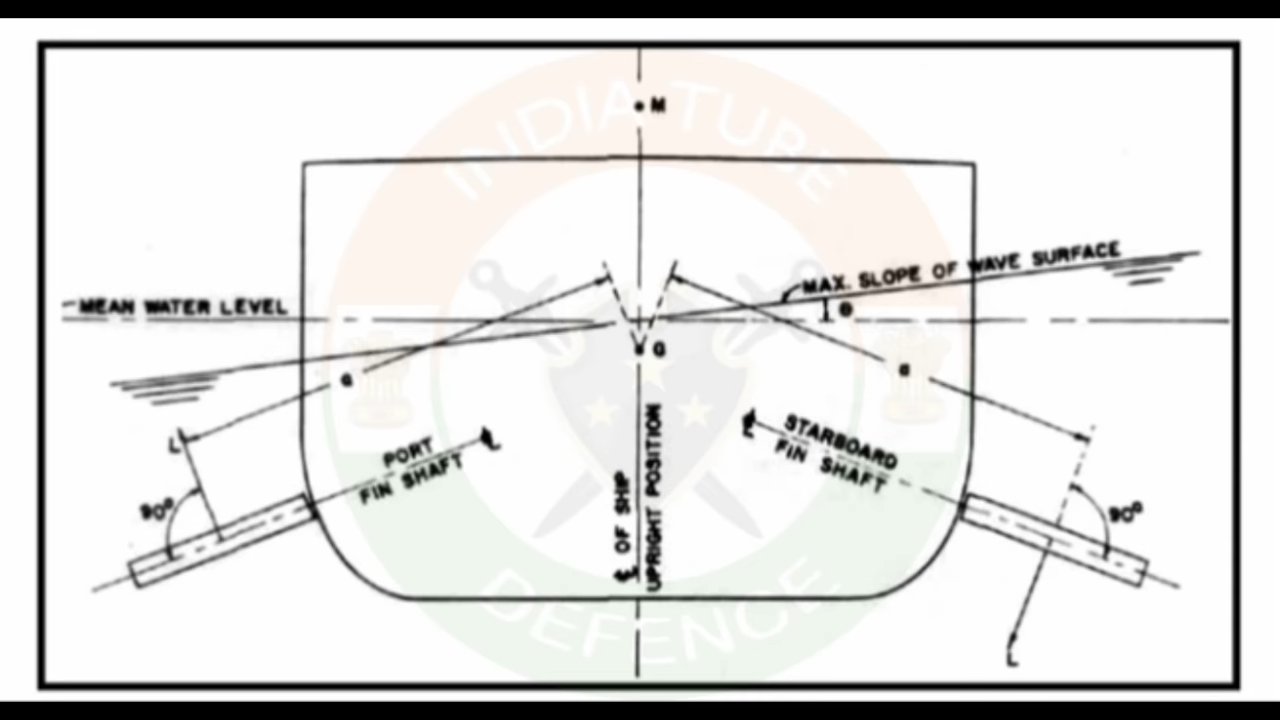 INDIA TUBE
M
MAX. SLOPE OF WAVE SURFACE
MEAN WATER LEVEL
θ
G
a
a
L
PORT
FIN SHAFT
℄
℄
STARBOARD
FIN SHAFT
℄ OF SHIP
UPRIGHT POSITION
90°
90°
L
DEFENCE